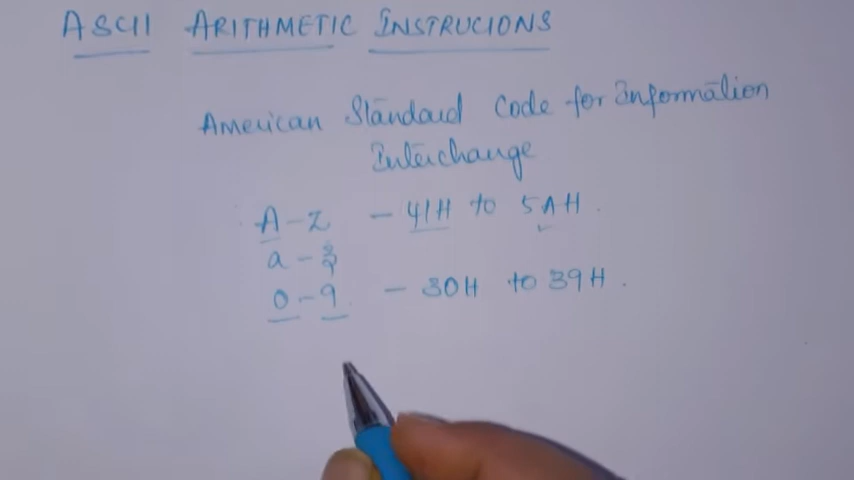 ASCII ARITHMETIC INSTRUCIONS
American Standard Code for Information
Interchange
A-Z - 41H to 5AH.
a-z
0-9. - 30H to 39H.